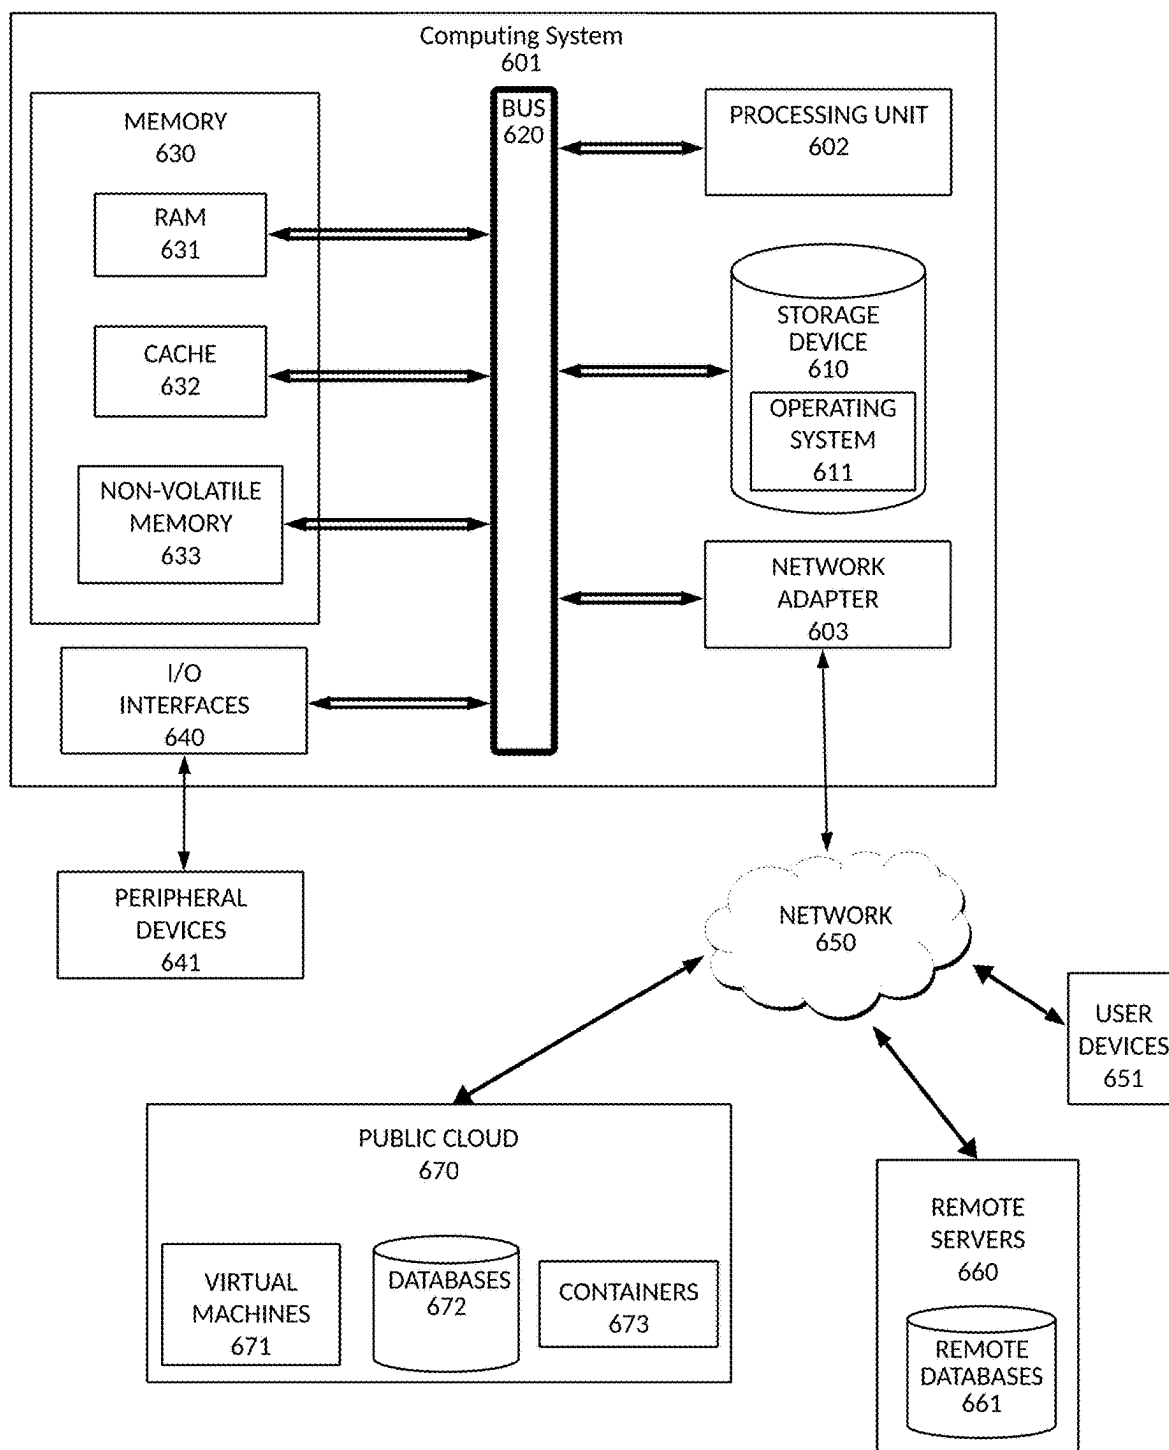 Computing System
601
MEMORY
630
RAM
631
CACHE
632
NON-VOLATILE
MEMORY
633
I/O
INTERFACES
640
BUS
620
PROCESSING UNIT
602
STORAGE
DEVICE
610
OPERATING
SYSTEM
611
NETWORK
ADAPTER
603
PERIPHERAL
DEVICES
641
NETWORK
650
USER
DEVICES
651
PUBLIC CLOUD
670
VIRTUAL
MACHINES
671
DATABASES
672
CONTAINERS
673
REMOTE
SERVERS
660
REMOTE
DATABASES
661